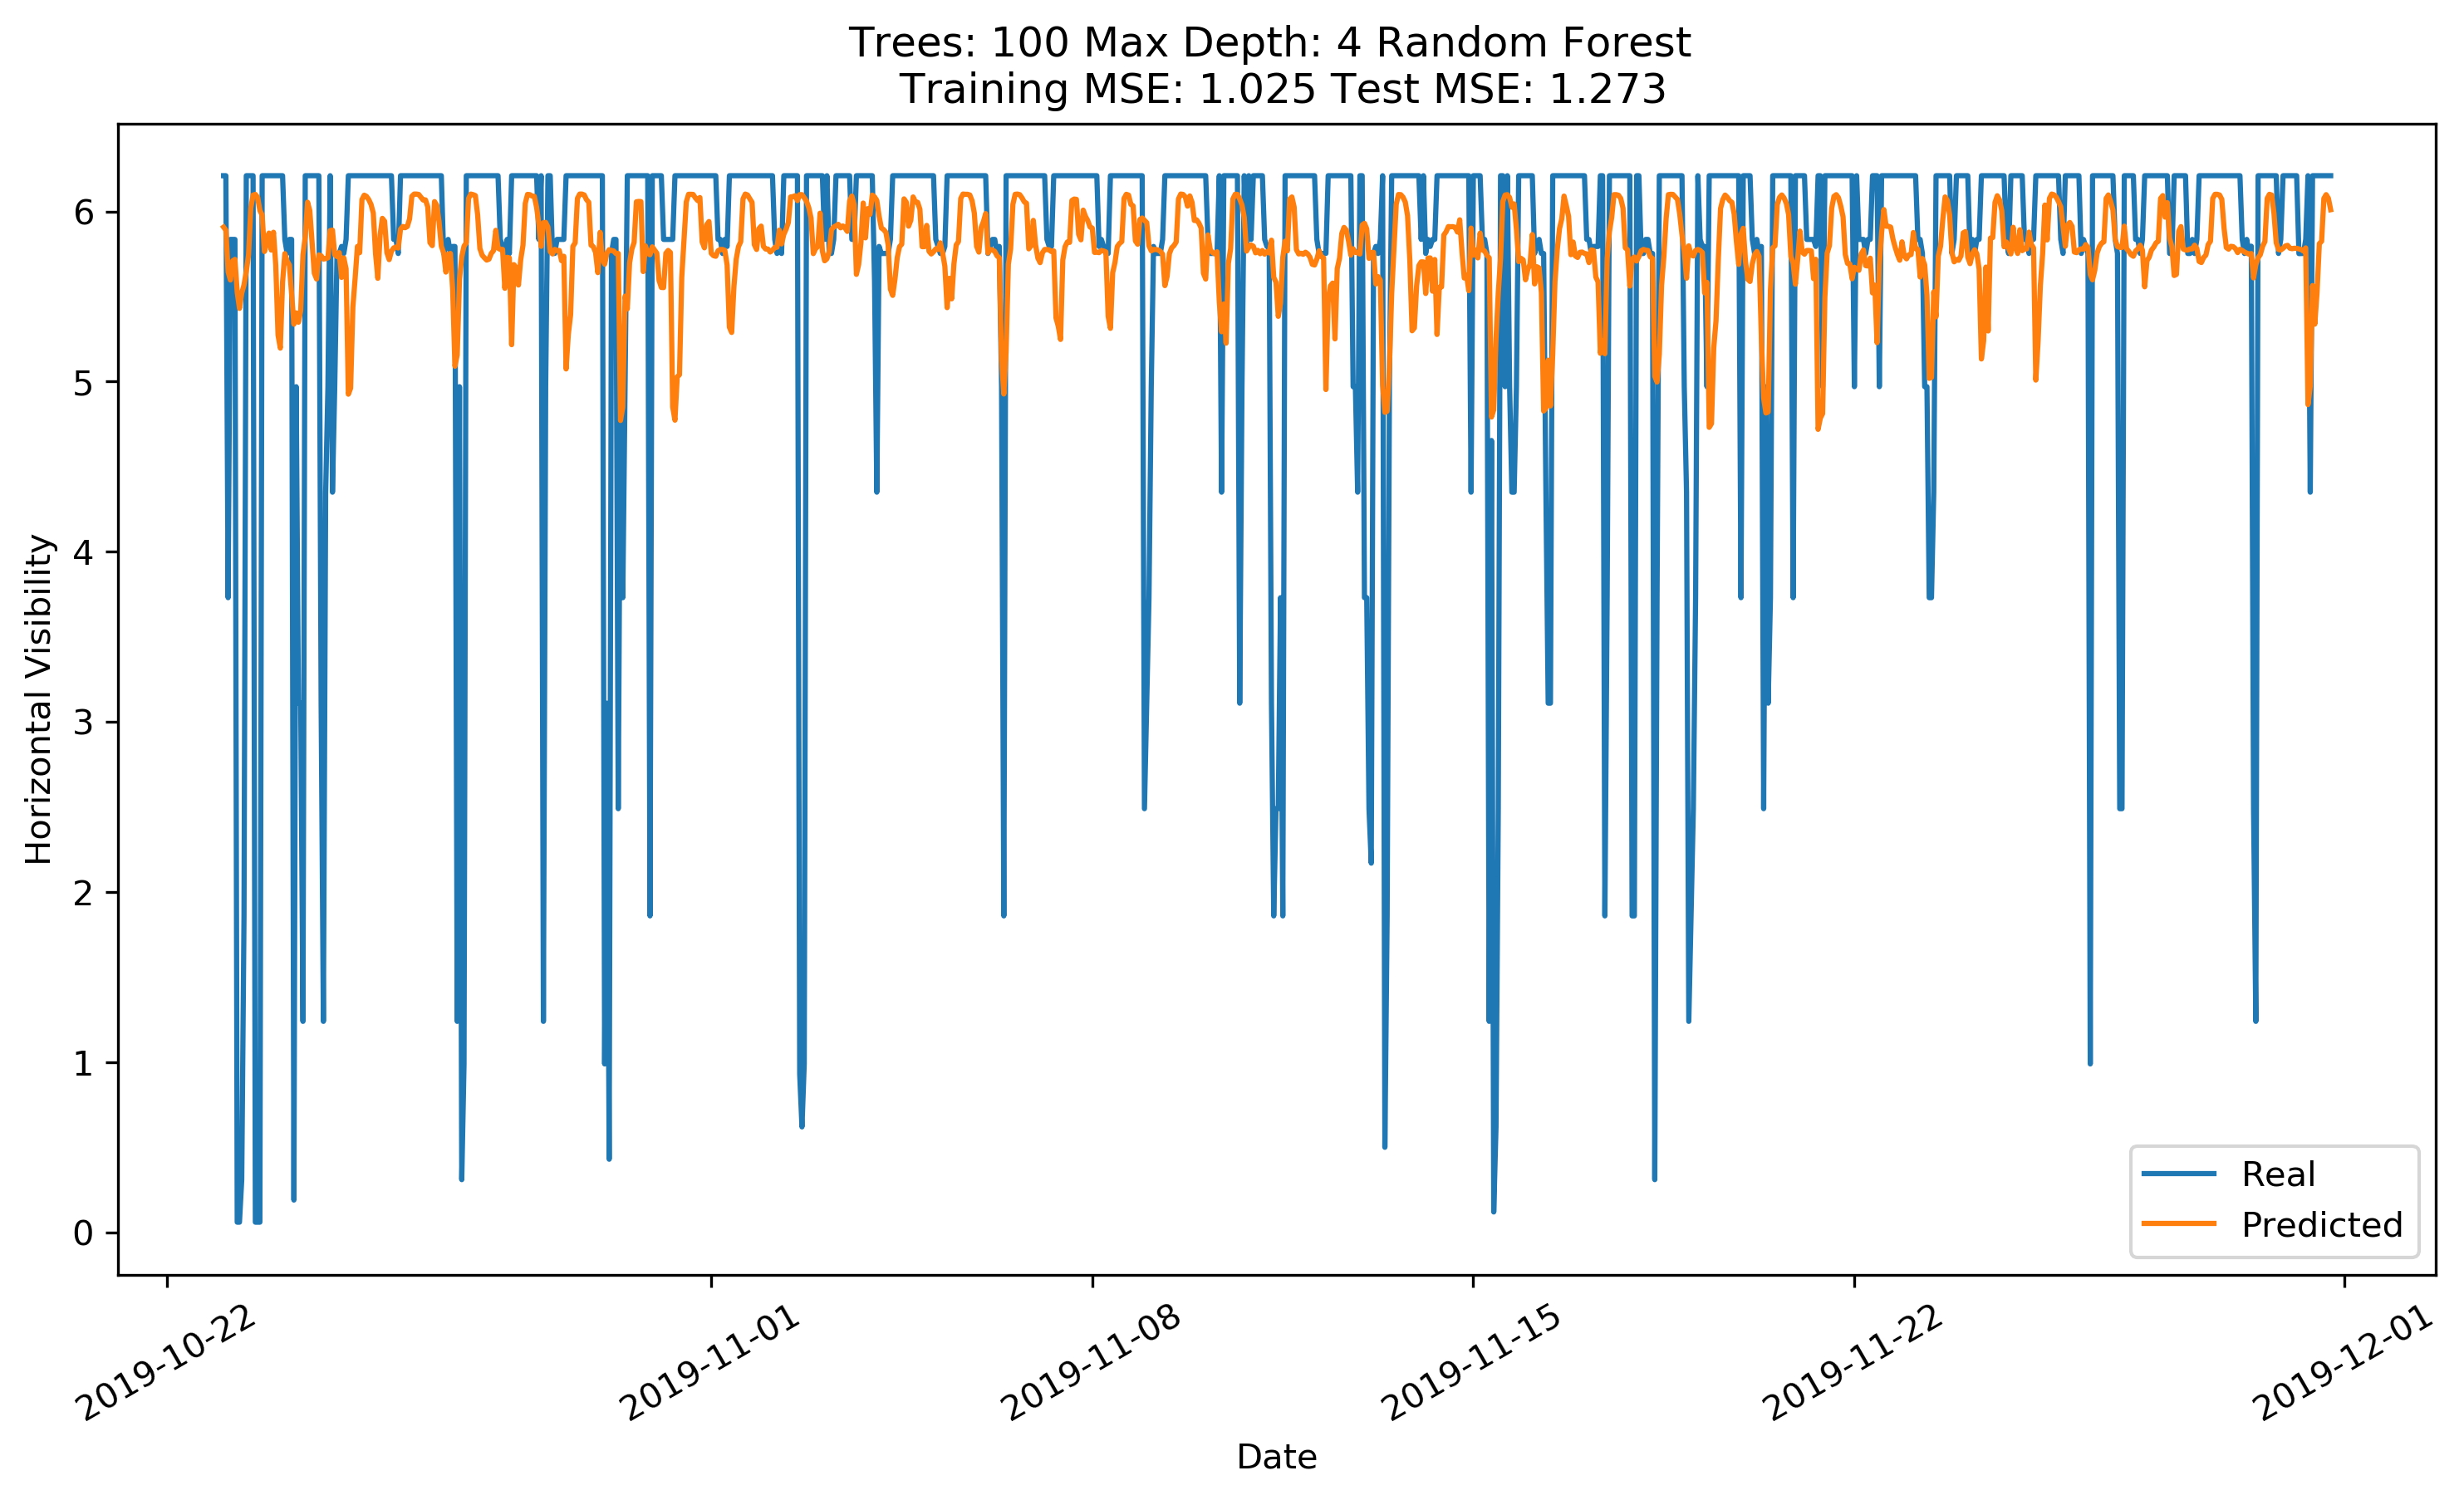 Trees: 100 Max Depth: 4 Random Forest
Training MSE: 1.025 Test MSE: 1.273
Horizontal Visibility
6
5
4
3
2
1
0
Real
Predicted
2019-10-22
2019-11-01
2019-11-08
2019-11-15
2019-11-22
2019-12-01
Date